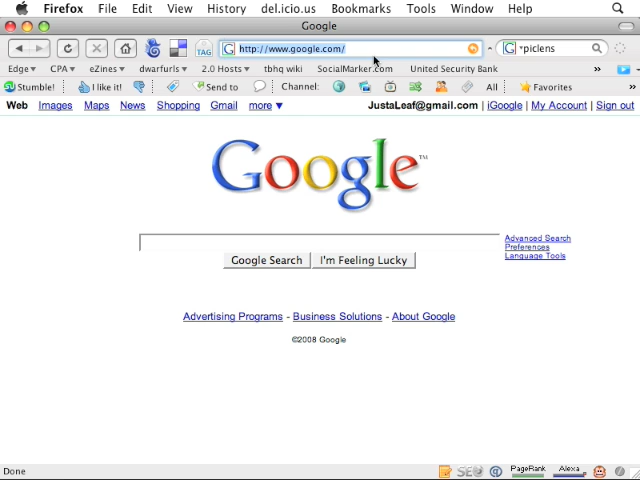 Firefox File Edit View History del.icio.us Bookmarks Tools Window Help
Google
TAG http://www.google.com/ piclens
Edge CPA eZines dwarfurls 2.0 Hosts tbhq wiki SocialMarker.com United Security Bank »
Stumble! I like it! Send to Channel: All Favorites »
Web Images Maps News Shopping Gmail more ▼ JustaLeaf@gmail.com | iGoogle | My Account | Sign out
Google™
Advanced Search
Preferences
Language Tools
Google Search I'm Feeling Lucky
Advertising Programs - Business Solutions - About Google
©2008 Google
Done SEO PageRank Alexa